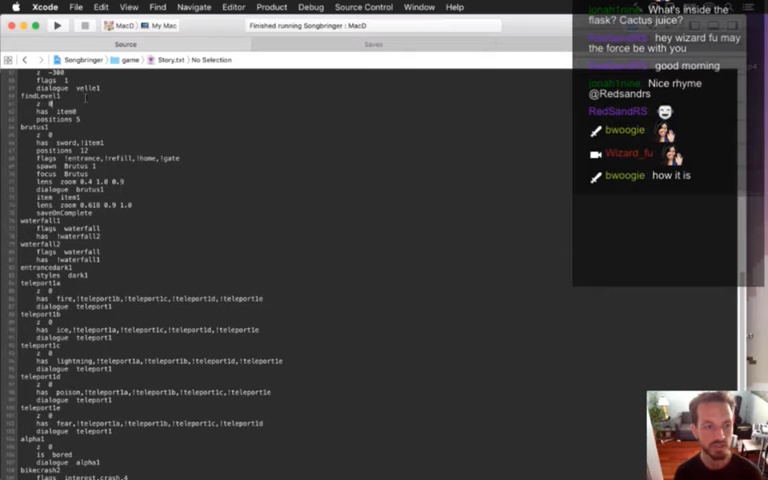 Xcode File Edit View Find Navigate Editor Product Debug Source Control Window Help
MacD My Mac Finished running Songbringer : MacD
Source Saves
Songbringer game Story.txt No Selection
z -300
flags 1
dialogue velle1
findLevel1
z 0
has item0
positions 5
brutus1
z 0
has sword,!item1
positions 12
flags !entrance,!refill,!home,!gate
spawn Brutus 1
focus Brutus
lens zoom 0.4 1.0 0.9
dialogue brutus1
item item1
lens zoom 0.618 0.9 1.0
saveOnComplete
waterfall1
flags waterfall
has !waterfall2
waterfall2
flags waterfall
has !waterfall1
entrancedark1
styles dark1
teleport1a
z 0
has fire,!teleport1b,!teleport1c,!teleport1d,!teleport1e
dialogue teleport1
teleport1b
z 0
has ice,!teleport1a,!teleport1c,!teleport1d,!teleport1e
dialogue teleport1
teleport1c
z 0
has lightning,!teleport1a,!teleport1b,!teleport1d,!teleport1e
dialogue teleport1
teleport1d
z 0
has poison,!teleport1a,!teleport1b,!teleport1c,!teleport1e
dialogue teleport1
teleport1e
z 0
has fear,!teleport1a,!teleport1b,!teleport1c,!teleport1d
dialogue teleport1
alpha1
z 0
is bored
dialogue alpha1
bikecrash2
flags interest,crash,4
jonah1nine: What's inside the
flask? Cactus juice?
RedSandRS: hey wizard fu may
the force be with you
RedSandRS: good morning
jonah1nine: Nice rhyme
@Redsandrs
RedSandRS:
bwoogie
Wizard_fu
bwoogie how it is